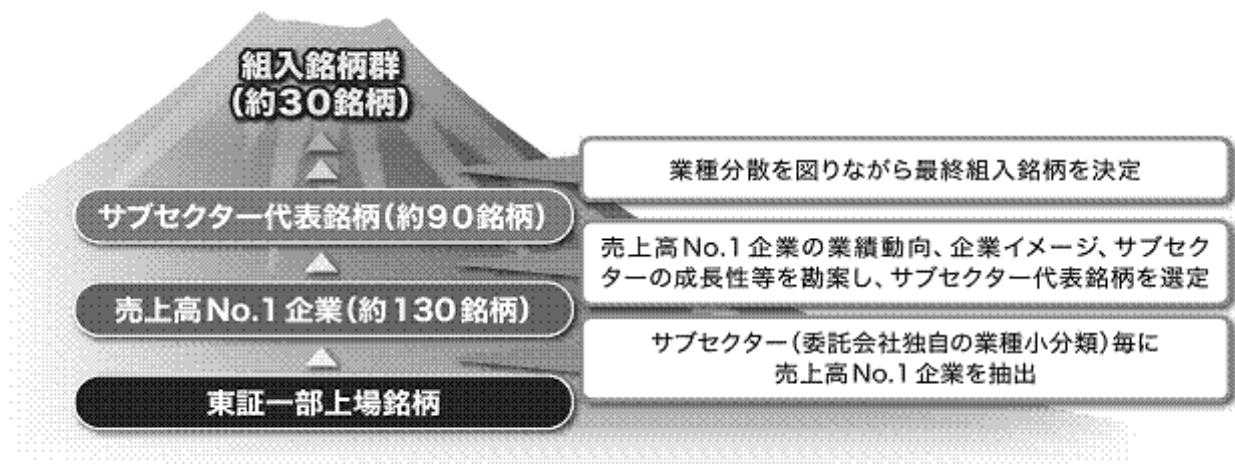 組入銘柄群
（約30銘柄）
業種分散を図りながら最終組入銘柄を決定
サブセクター代表銘柄（約90銘柄）
売上高No.1企業の業績動向、企業イメージ、サブセク
ターの成長性等を勘案し、サブセクター代表銘柄を選定
売上高No.1企業（約130銘柄）
サブセクター（委託会社独自の業種小分類）毎に
売上高No.1企業を抽出
東証一部上場銘柄